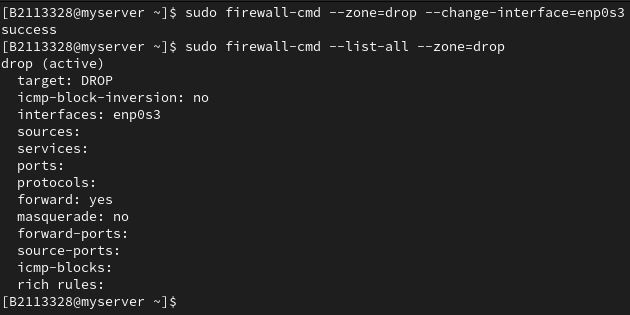 [B2113328@myserver ~]$ sudo firewall-cmd --zone=drop --change-interface=enp0s3
success
[B2113328@myserver ~]$ sudo firewall-cmd --list-all --zone=drop
drop (active)
  target: DROP
  icmp-block-inversion: no
  interfaces: enp0s3
  sources:
  services:
  ports:
  protocols:
  forward: yes
  masquerade: no
  forward-ports:
  source-ports:
  icmp-blocks:
  rich rules:
[B2113328@myserver ~]$